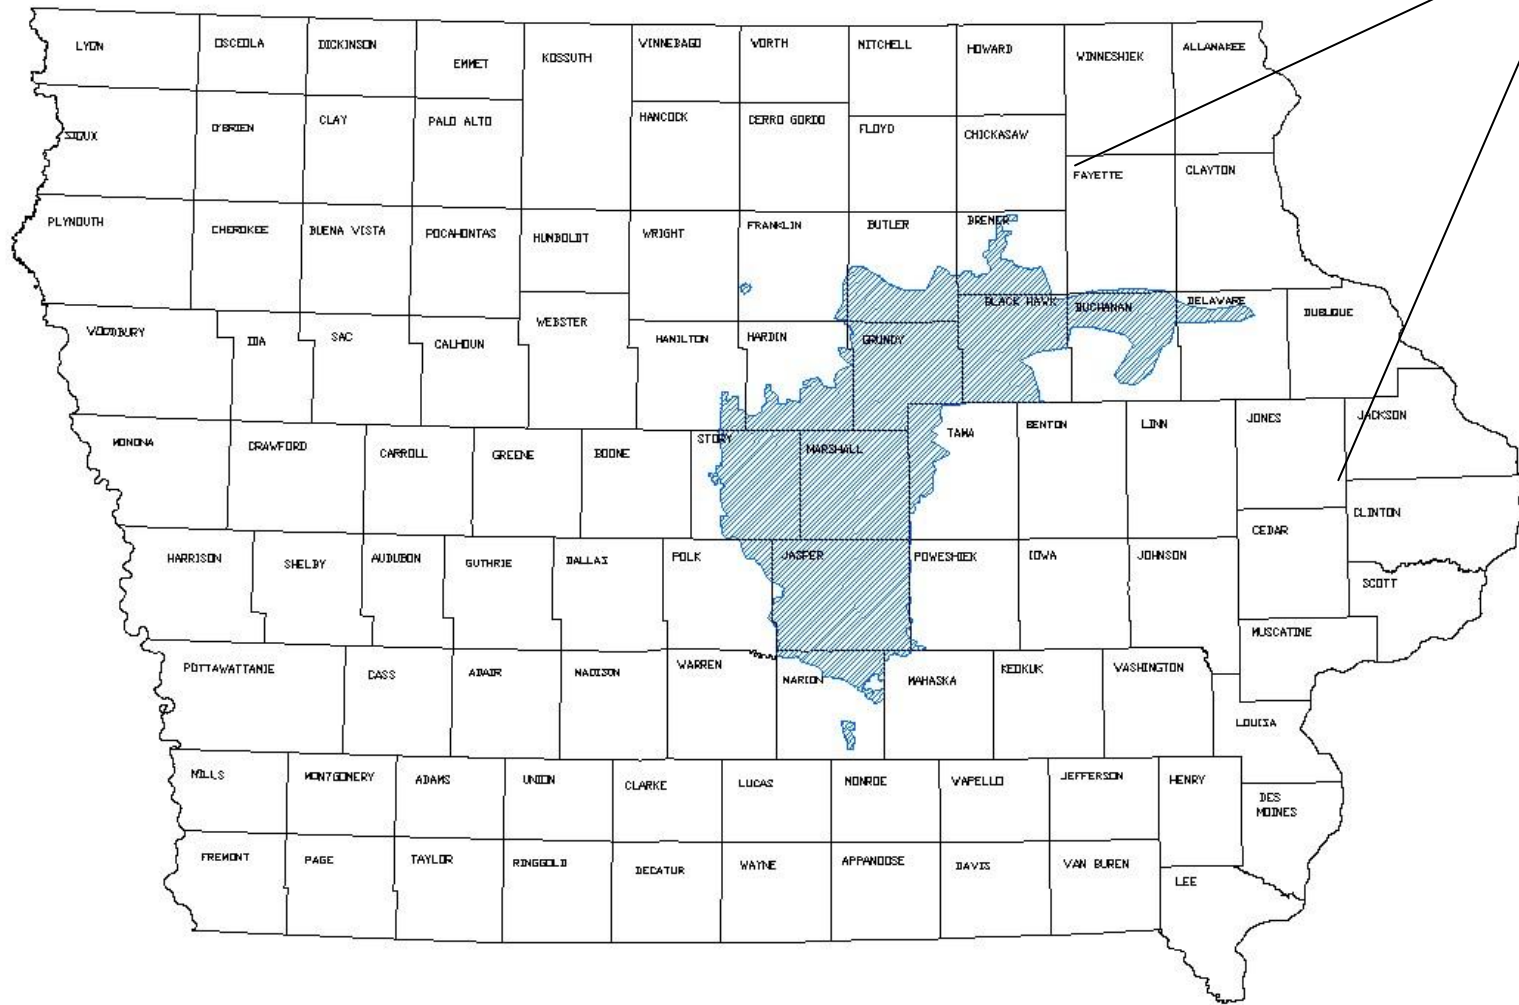 LYON
OSCEOLA
DICKINSON
EMMET
KOSSUTH
WINNEBAGO
WORTH
MITCHELL
HOWARD
WINNESHIEK
ALLAMAKEE
SIOUX
O'BRIEN
CLAY
PALO ALTO
HANCOCK
CERRO GORDO
FLOYD
CHICKASAW
FAYETTE
CLAYTON
PLYMOUTH
CHEROKEE
BUENA VISTA
POCAHONTAS
HUMBOLDT
WRIGHT
FRANKLIN
BUTLER
BREMER
WOODBURY
IDA
SAC
CALHOUN
WEBSTER
HAMILTON
HARDIN
GRUNDY
BLACK HAWK
BUCHANAN
DELAWARE
DUBUQUE
MONONA
CRAWFORD
CARROLL
GREENE
BOONE
STORY
MARSHALL
TAMA
BENTON
LINN
JONES
JACKSON
CLINTON
CEDAR
HARRISON
SHELBY
AUDUBON
GUTHRIE
DALLAS
POLK
JASPER
POWESHIEK
IOWA
JOHNSON
SCOTT
MUSCATINE
POTTAWATTAMIE
CASS
ADAIR
MADISON
WARREN
MARION
MAHASKA
KEOKUK
WASHINGTON
LOUISA
MILLS
MONTGOMERY
ADAMS
UNION
CLARKE
LUCAS
MONROE
WAPELLO
JEFFERSON
HENRY
DES
MOINES
FREMONT
PAGE
TAYLOR
RINGGOLD
DECATUR
WAYNE
APPANOOSE
DAVIS
VAN BUREN
LEE